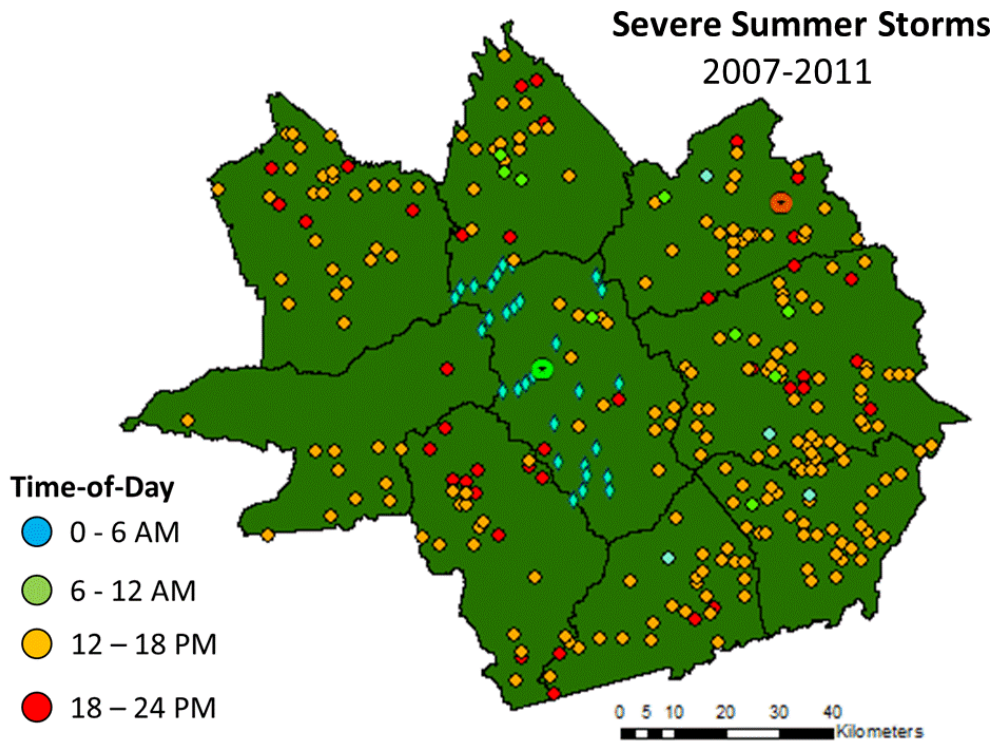 Severe Summer Storms
2007-2011
Time-of-Day
0 - 6 AM
6 - 12 AM
12 – 18 PM
18 – 24 PM
0 5 10 20 30 40
Kilometers